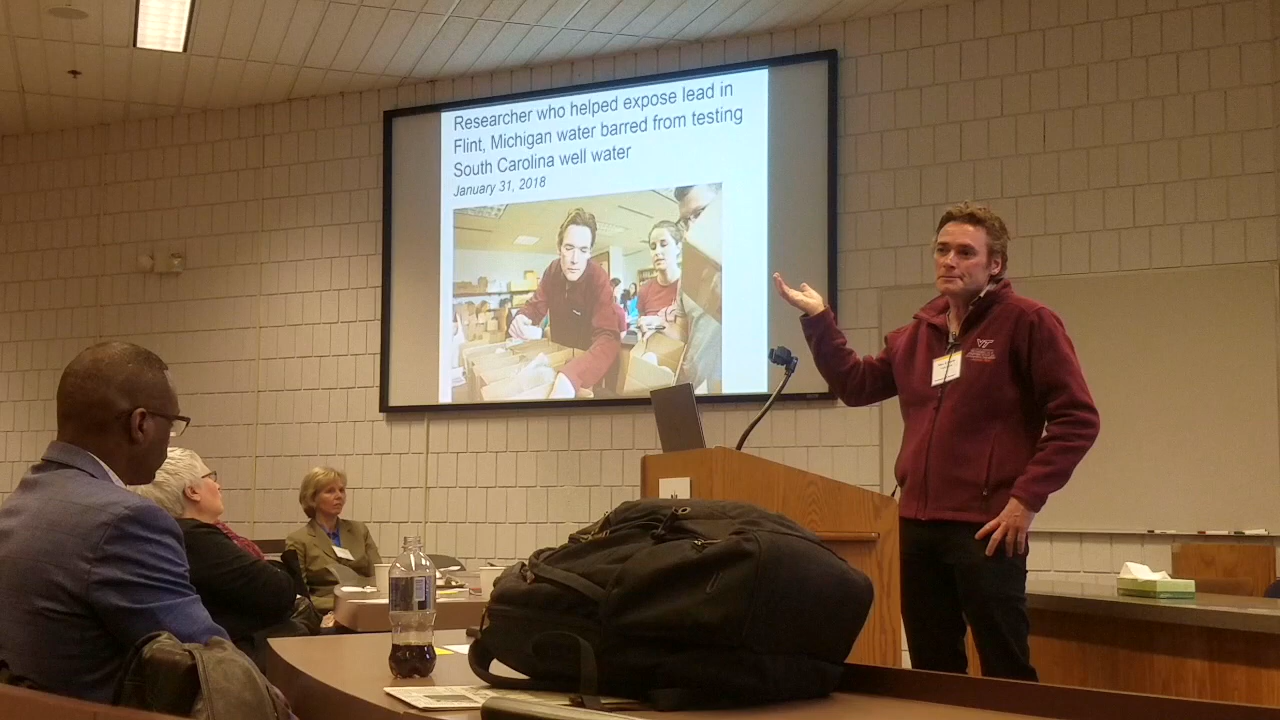 Researcher who helped expose lead in
Flint, Michigan water barred from testing
South Carolina well water
January 31, 2018